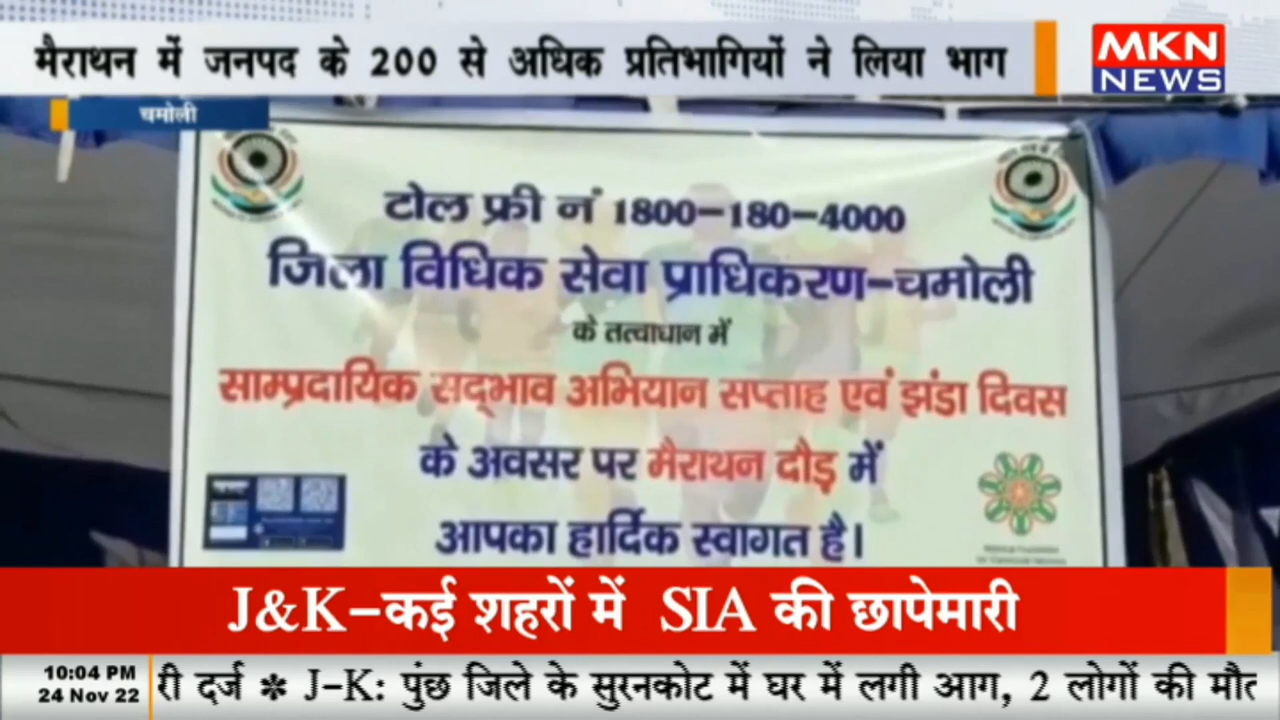 मैराथन में जनपद के 200 से अधिक प्रतिभागियों ने लिया भाग
MKN
NEWS
चमोली
टोल फ्री नं 1800-180-4000
जिला विधिक सेवा प्राधिकरण-चमोली
के तत्वाधान में
साम्प्रदायिक सद्भाव अभियान सप्ताह एवं झंडा दिवस
के अवसर पर मैराथन दौड़ में
आपका हार्दिक स्वागत है।
J&K-कई शहरों में SIA की छापेमारी
10:04 PM
24 Nov 22
री दर्ज * J-K: पुंछ जिले के सुरनकोट में घर में लगी आग, 2 लोगों की मौत